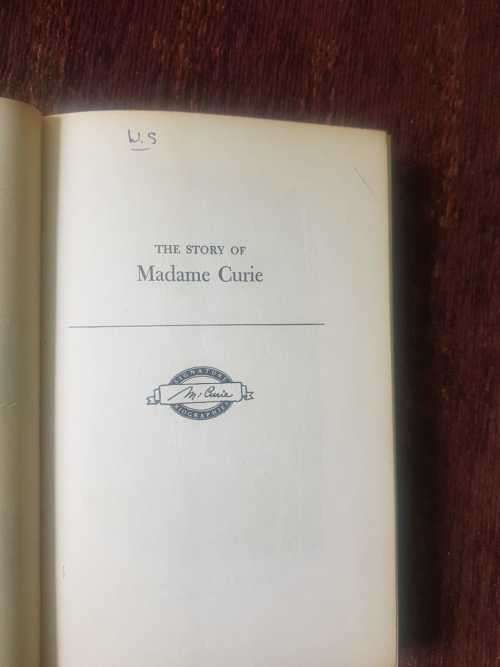 W.S
THE STORY OF
Madame Curie
SIGNATURE
M. Curie
BIOGRAPHIES